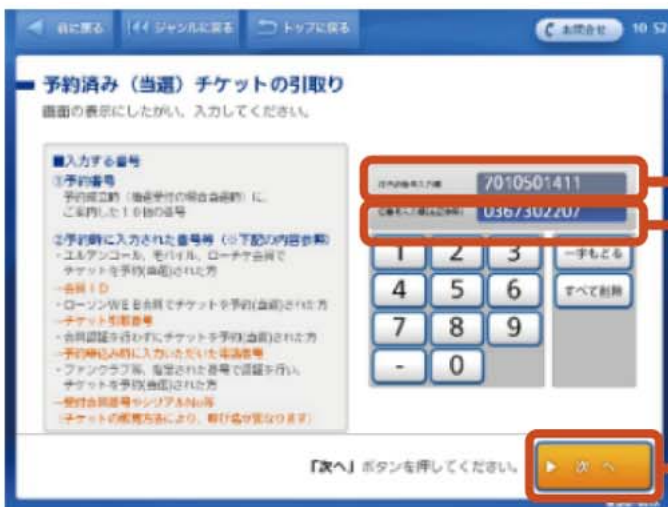 前に戻る
ジャンルに戻る
トップに戻る
お問合せ
10 52
予約済み（当選）チケットの引取り
画面の表示にしたがい、入力してください。
■入力する番号
①予約番号
予約成立時（抽選受付の場合当選時）に、
ご案内した１０桁の番号
②予約時に入力された番号等（※下記の内容参照）
・エルアンコール、モバイル、ローチケ会員で
チケットを予約(当選)された方
→会員ＩＤ
・ローソンＷＥＢ会員でチケットを予約(当選)された方
→チケット引取番号
・会員認証を行わずにチケットを予約(当選)された方
→予約申込み時に入力いただいた電話番号
・ファンクラブ等、指定された番号で認証を行い、
チケットを予約(当選)された方
→受付会員番号やシリアルNo等
（チケットの販売方法により、呼び名が異なります）
7010501411
0367302207
1 2 3 一字もどる
4 5 6 すべて削除
7 8 9
- 0
「次へ」ボタンを押してください。
次 へ